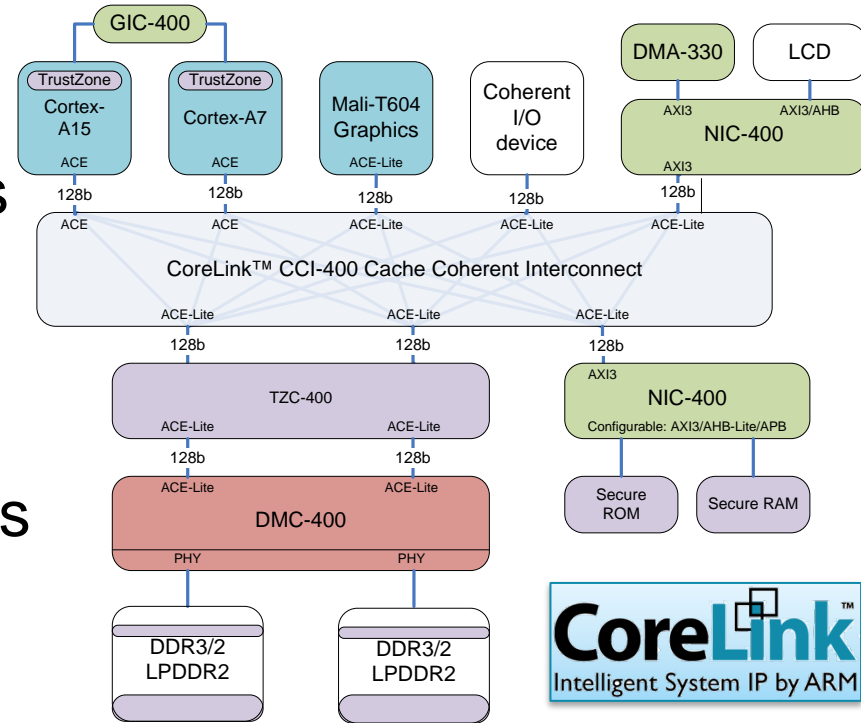 GIC-400
TrustZone
Cortex-
A15
ACE
TrustZone
Cortex-A7
ACE
Mali-T604
Graphics
ACE-Lite
Coherent
I/O
device
DMA-330
LCD
AXI3
AXI3/AHB
NIC-400
AXI3
s
128b
128b
128b
128b
128b
ACE
ACE
ACE-Lite
ACE-Lite
ACE-Lite
CoreLink™ CCI-400 Cache Coherent Interconnect
ACE-Lite
ACE-Lite
ACE-Lite
128b
128b
128b
TZC-400
ACE-Lite
ACE-Lite
AXI3
NIC-400
Configurable: AXI3/AHB-Lite/APB
128b
128b
Secure
ROM
Secure RAM
s
ACE-Lite
ACE-Lite
DMC-400
PHY
PHY
DDR3/2
LPDDR2
DDR3/2
LPDDR2
CoreLink™
Intelligent System IP by ARM